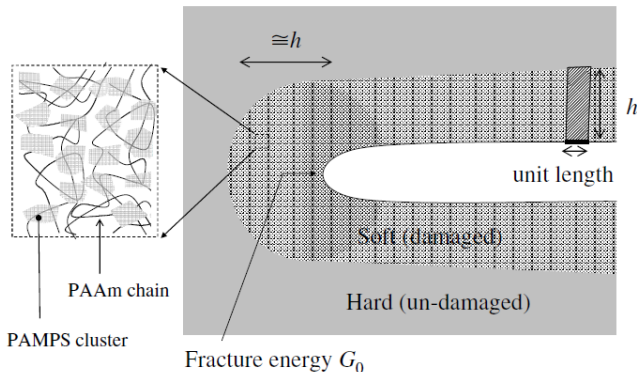 ≅h
h
unit length
Soft (damaged)
PAAm chain
Hard (un-damaged)
PAMPS cluster
Fracture energy G₀